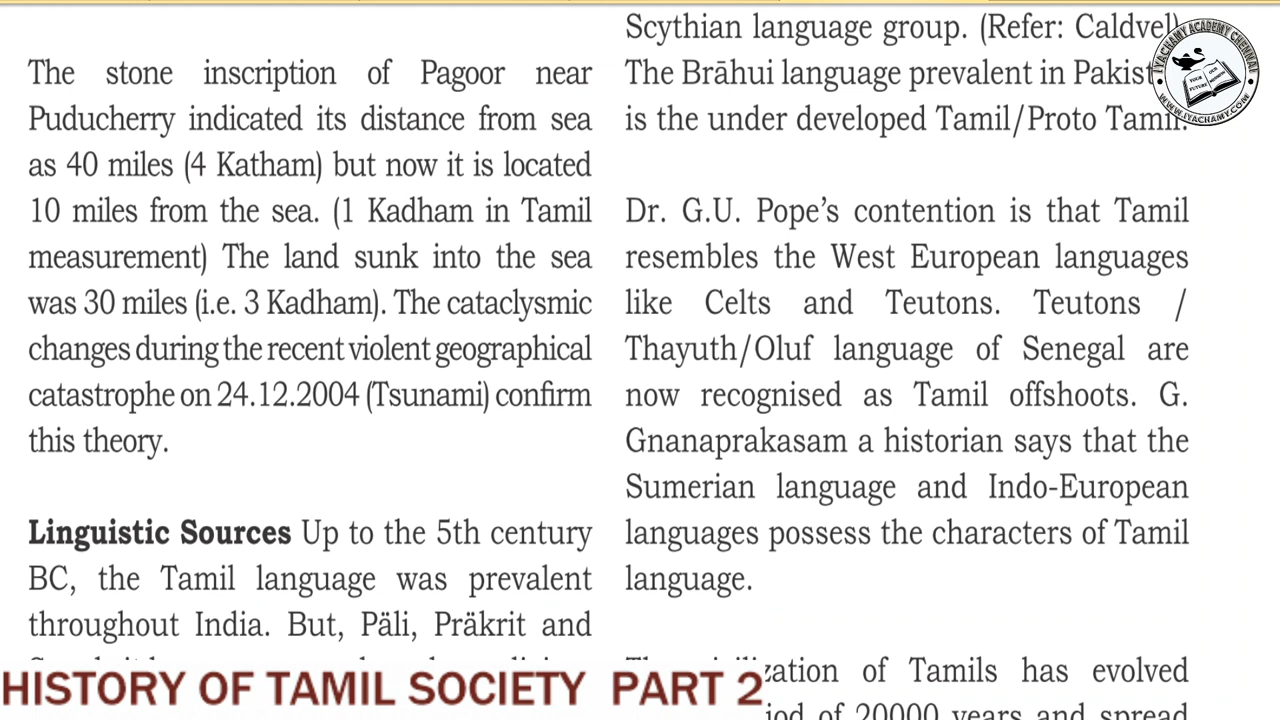 The stone inscription of Pagoor near
Puducherry indicated its distance from sea
as 40 miles (4 Katham) but now it is located
10 miles from the sea. (1 Kadham in Tamil
measurement) The land sunk into the sea
was 30 miles (i.e. 3 Kadham). The cataclysmic
changes during the recent violent geographical
catastrophe on 24.12.2004 (Tsunami) confirm
this theory.
Linguistic Sources Up to the 5th century
BC, the Tamil language was prevalent
throughout India. But, Päli, Präkrit and
Scythian language group. (Refer: Caldvel)
The Brāhui language prevalent in Pakist
is the under developed Tamil/Proto Tamil.
Dr. G.U. Pope's contention is that Tamil
resembles the West European languages
like Celts and Teutons. Teutons /
Thayuth/Oluf language of Senegal are
now recognised as Tamil offshoots. G.
Gnanaprakasam a historian says that the
Sumerian language and Indo-European
languages possess the characters of Tamil
language.
of Tamils has evolved
of 20000 years and spread
HISTORY OF TAMIL SOCIETY PART 2
IYACHAMY ACADEMY CHENNAI
YOUR FUTURE OUR MISSION
WWW.IYACHAMY.COM